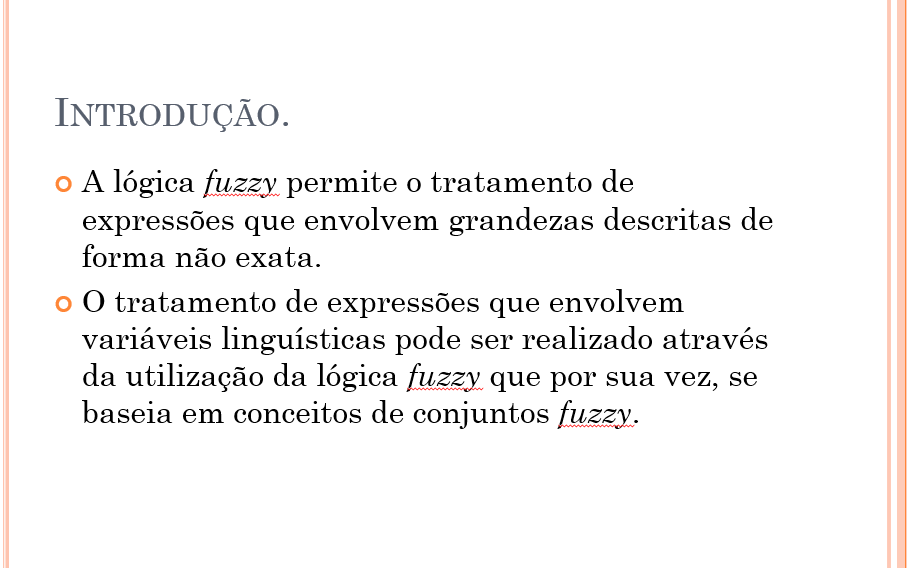 INTRODUÇÃO.
A lógica fuzzy permite o tratamento de
expressões que envolvem grandezas descritas de
forma não exata.
O tratamento de expressões que envolvem
variáveis linguísticas pode ser realizado através
da utilização da lógica fuzzy que por sua vez, se
baseia em conceitos de conjuntos fuzzy.